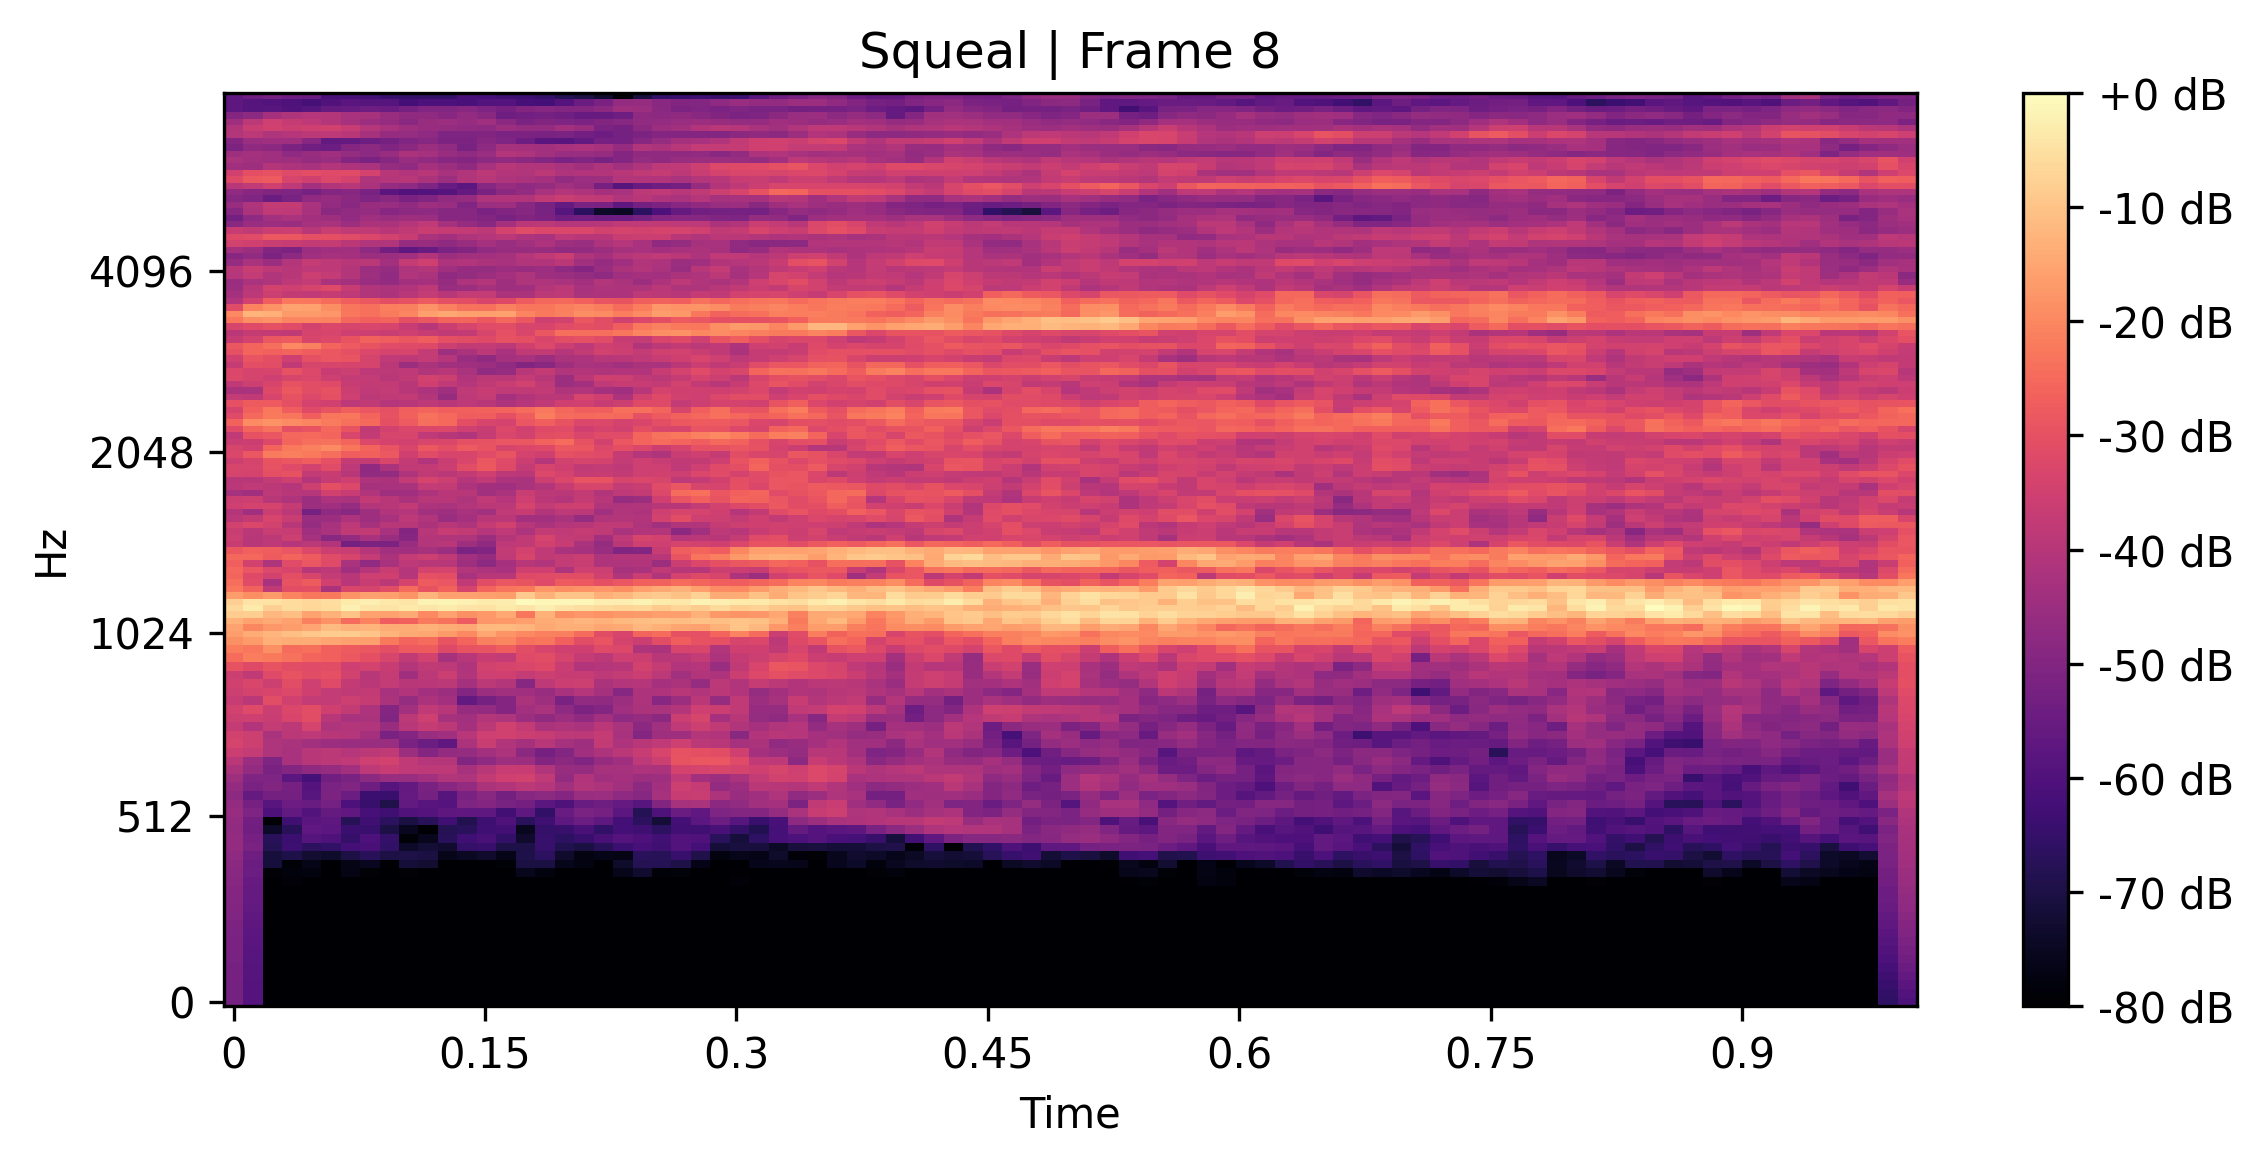 Squeal | Frame 8
Hz
4096
2048
1024
512
0
0 0.15 0.3 0.45 0.6 0.75 0.9
Time
+0 dB
-10 dB
-20 dB
-30 dB
-40 dB
-50 dB
-60 dB
-70 dB
-80 dB